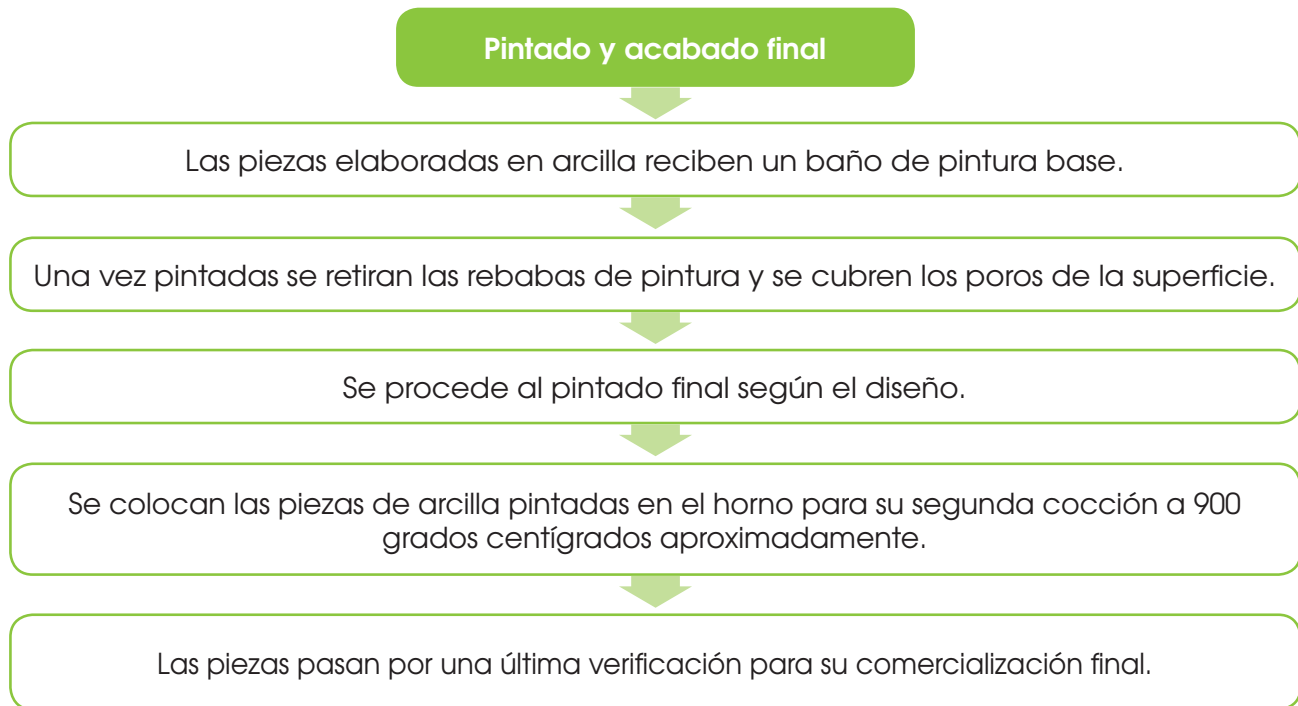 Pintado y acabado final
Las piezas elaboradas en arcilla reciben un baño de pintura base.
Una vez pintadas se retiran las rebabas de pintura y se cubren los poros de la superficie.
Se procede al pintado final según el diseño.
Se colocan las piezas de arcilla pintadas en el horno para su segunda cocción a 900
grados centígrados aproximadamente.
Las piezas pasan por una última verificación para su comercialización final.